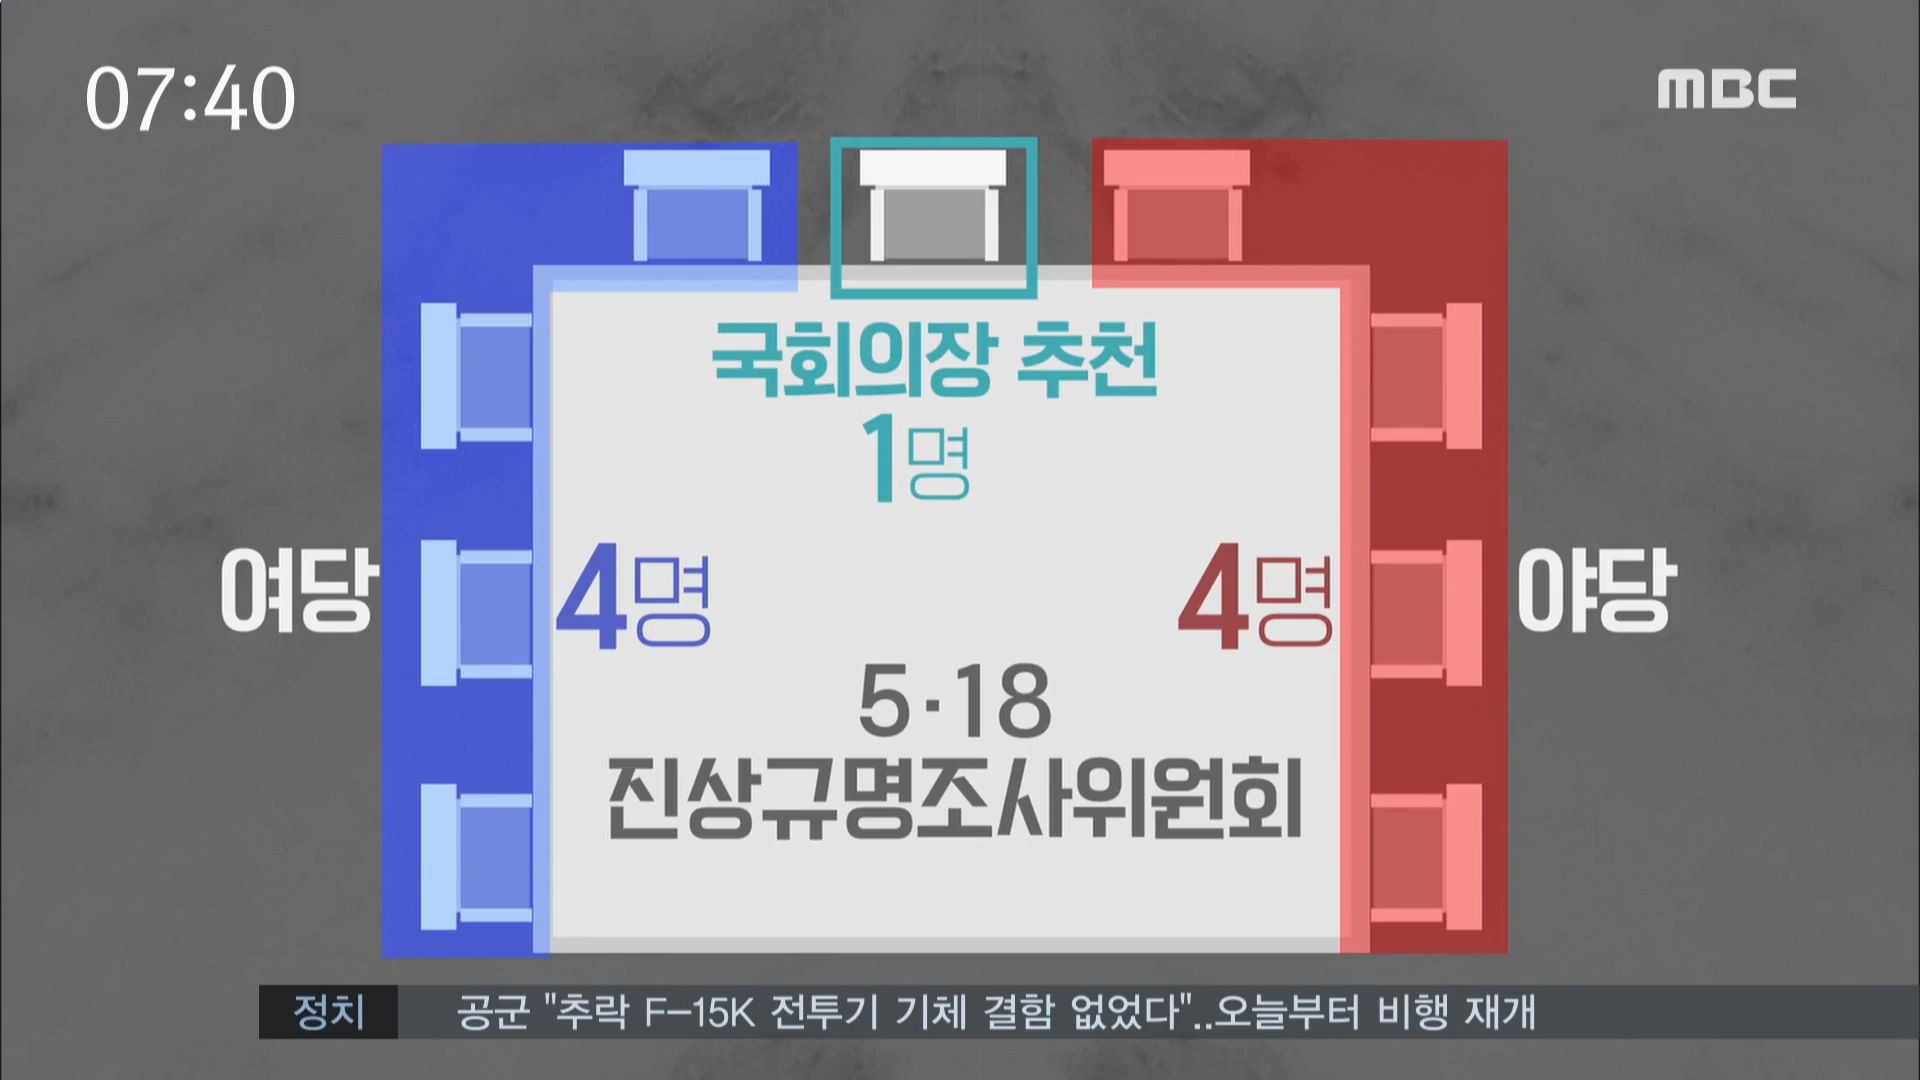 07:40
MBC
국회의장 추천
1명
여당
4명
4명
야당
5·18
진상규명조사위원회
정치
공군 "추락 F-15K 전투기 기체 결함 없었다"..오늘부터 비행 재개